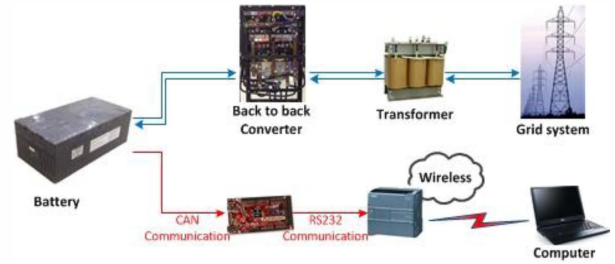 Back to back
Converter
Transformer
Grid system
Battery
Wireless
CAN
Communication
RS232
Communication
Computer